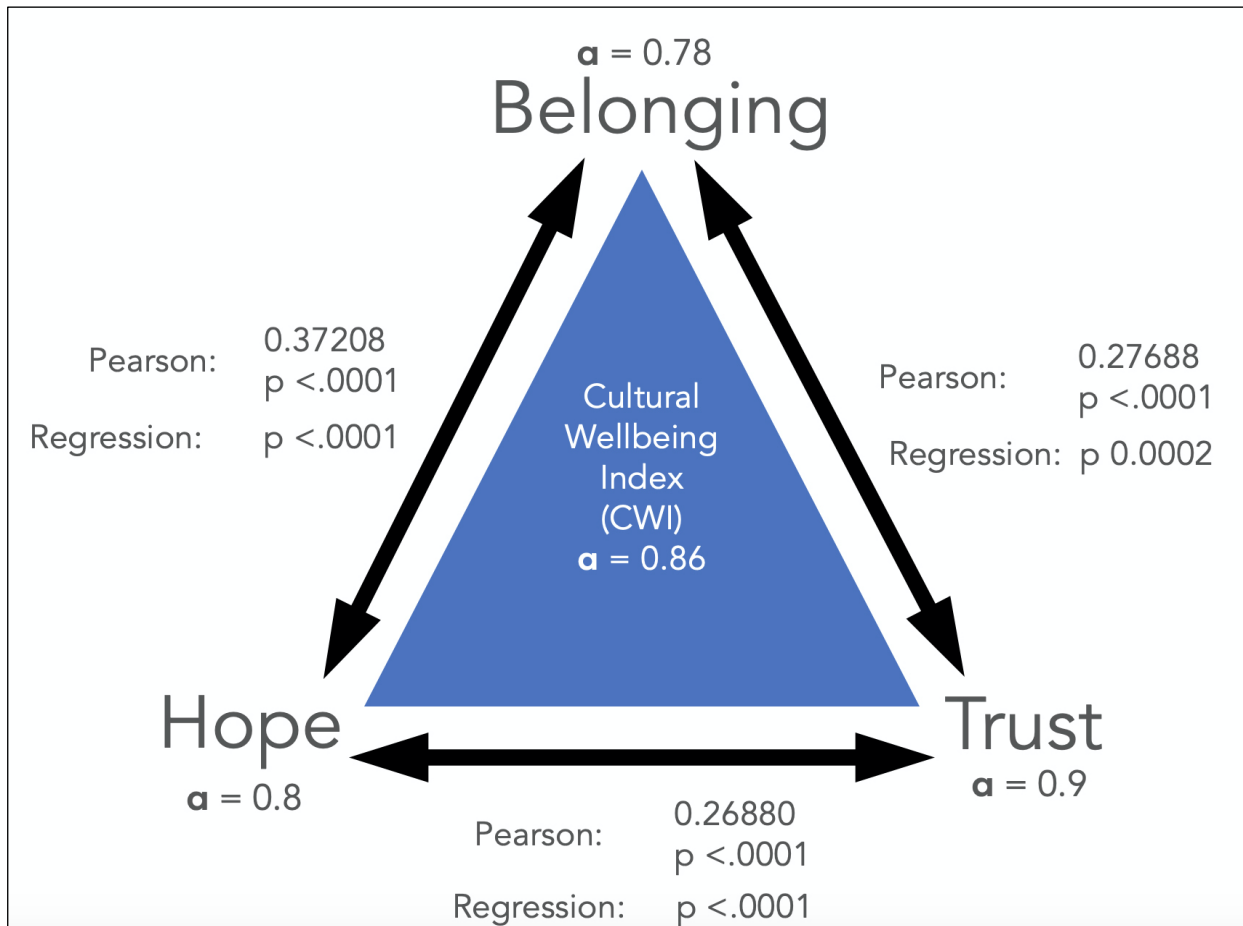 a = 0.78
Belonging
Pearson: 0.37208
p <.0001
Regression: p <.0001
Pearson: 0.27688
p <.0001
Regression: p 0.0002
Cultural
Wellbeing
Index
(CWI)
a = 0.86
Hope
a = 0.8
Trust
a = 0.9
Pearson: 0.26880
p <.0001
Regression: p <.0001